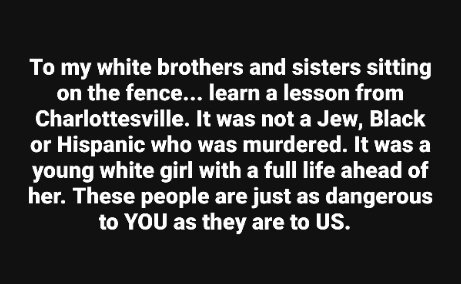 To my white brothers and sisters sitting
on the fence... learn a lesson from
Charlottesville. It was not a Jew, Black
or Hispanic who was murdered. It was a
young white girl with a full life ahead of
her. These people are just as dangerous
to YOU as they are to US.